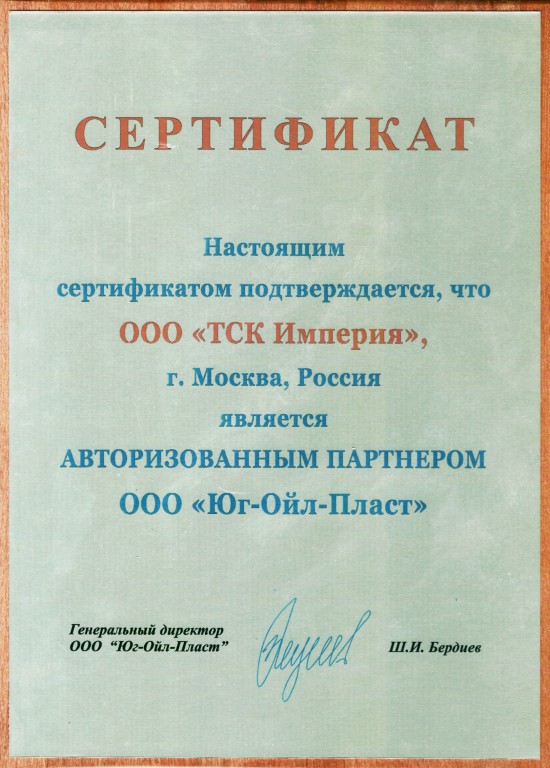 СЕРТИФИКАТ
Настоящим
сертификатом подтверждается, что
ООО «ТСК Империя»,
г. Москва, Россия
является
АВТОРИЗОВАННЫМ ПАРТНЕРОМ
ООО «Юг-Ойл-Пласт»
Генеральный директор
ООО “Юг-Ойл-Пласт”
Ш.И. Бердиев